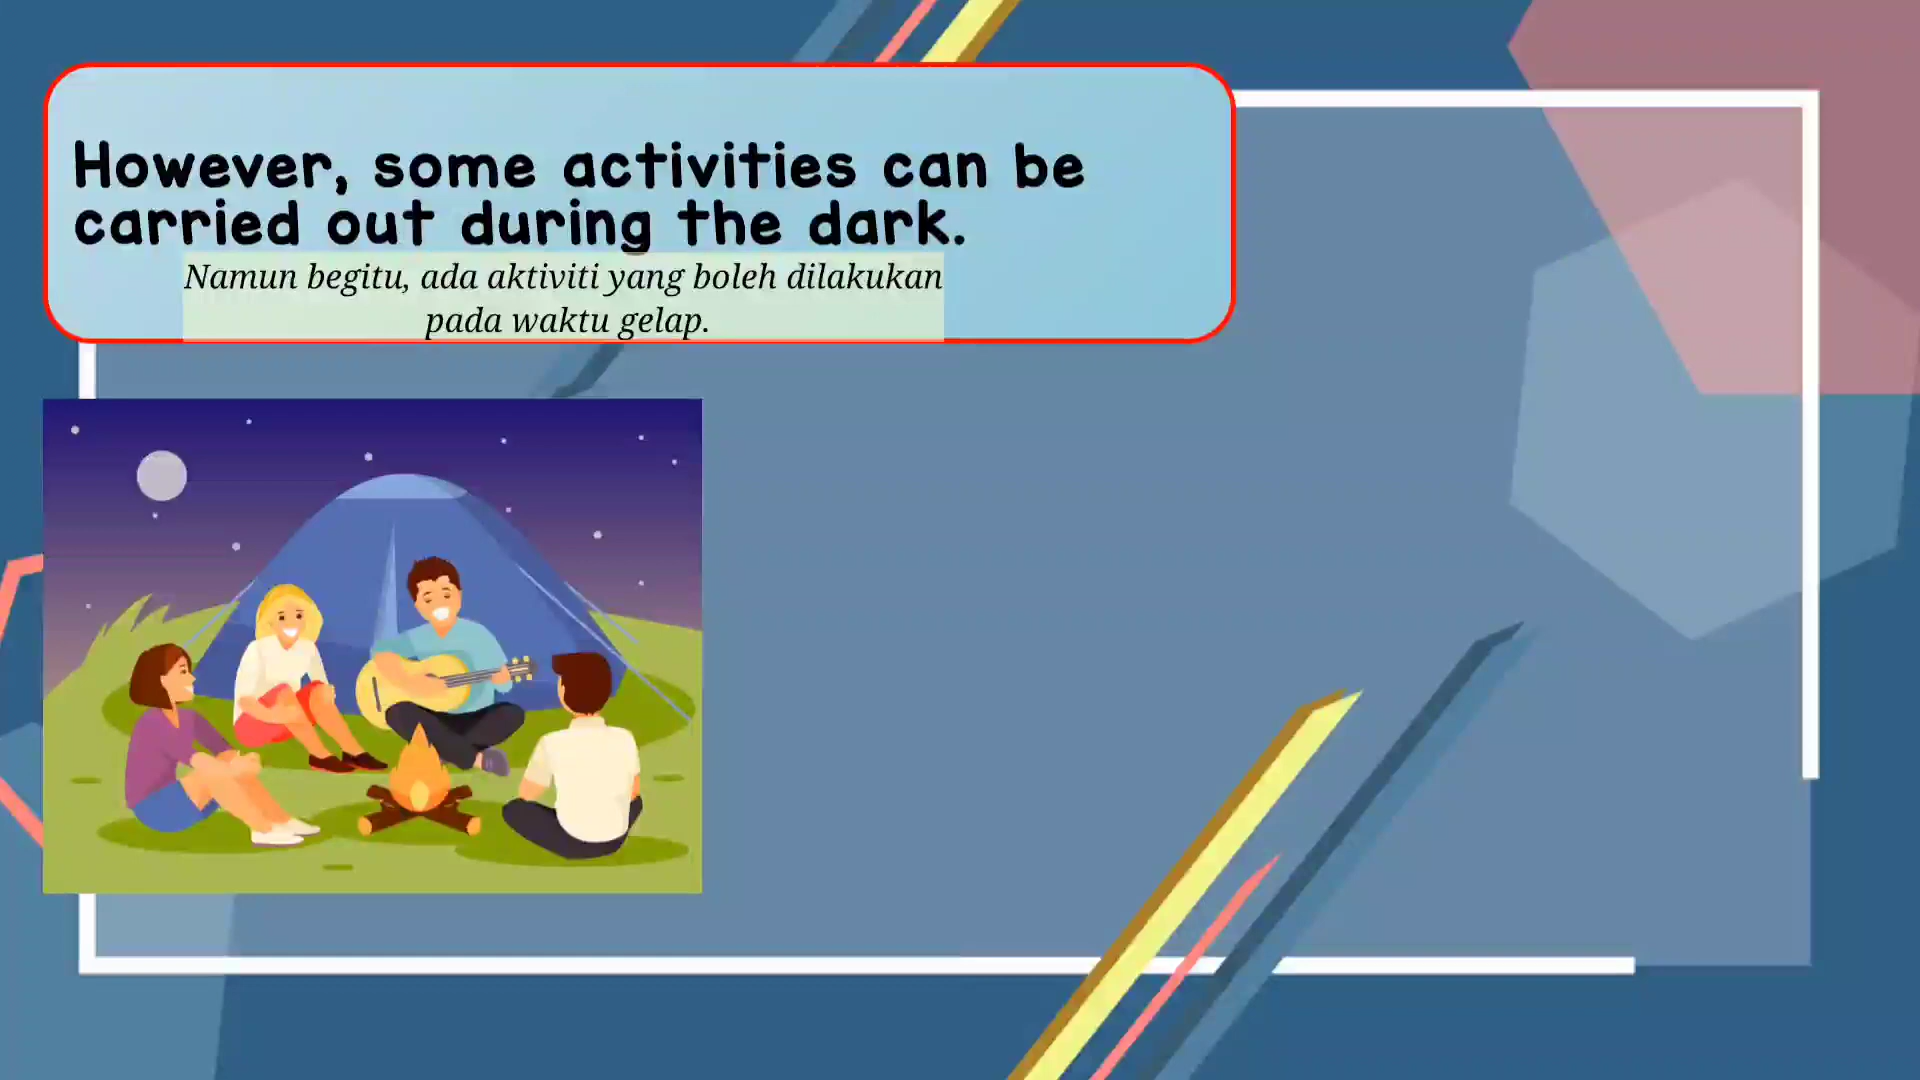 However, some activities can be
carried out during the dark.
Namun begitu, ada aktiviti yang boleh dilakukan
pada waktu gelap.